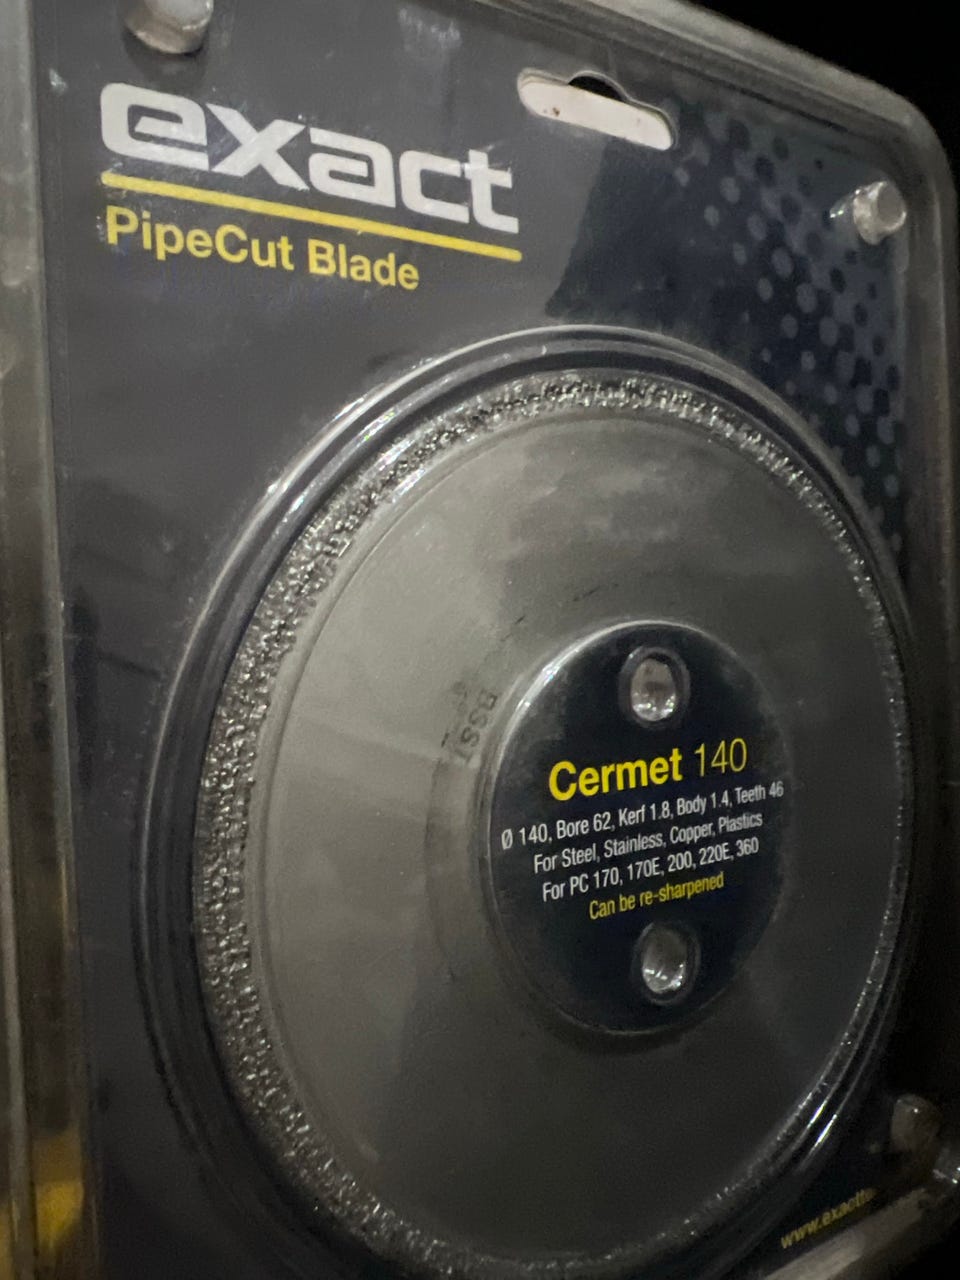 exact
PipeCut Blade
Cermet 140
Ø 140, Bore 62, Kerf 1.8, Body 1.4, Teeth 46
For Steel, Stainless, Copper, Plastics
For PC 170, 170E, 200, 220E, 360
Can be re-sharpened